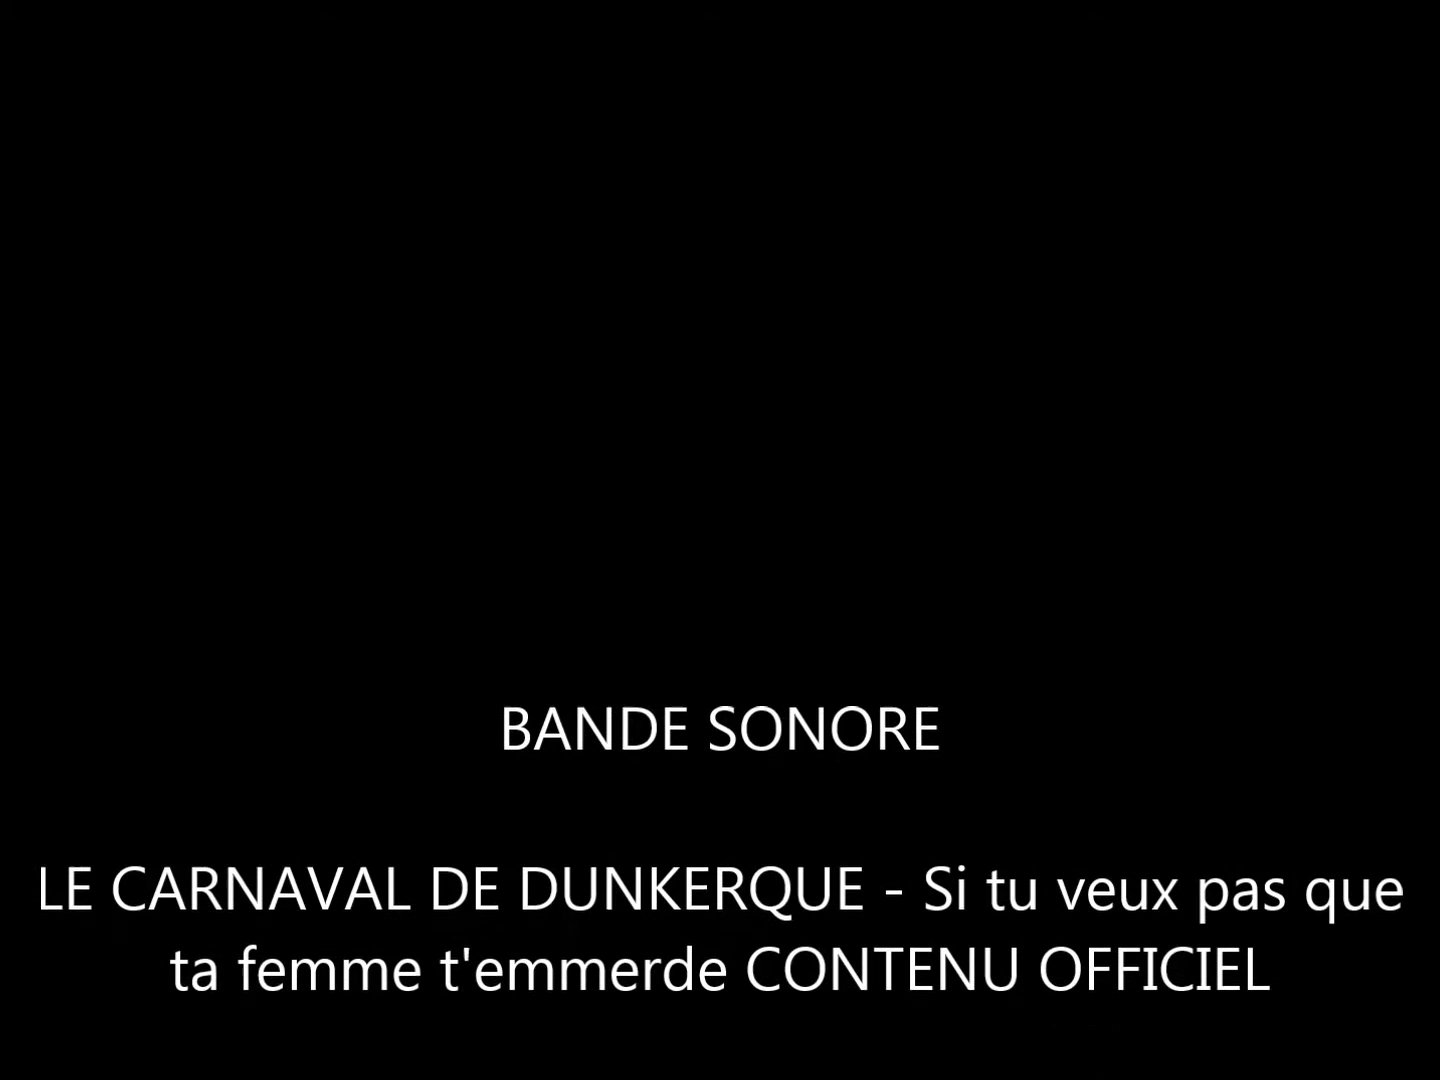 BANDE SONORE
LE CARNAVAL DE DUNKERQUE - Si tu veux pas que
ta femme t'emmerde CONTENU OFFICIEL